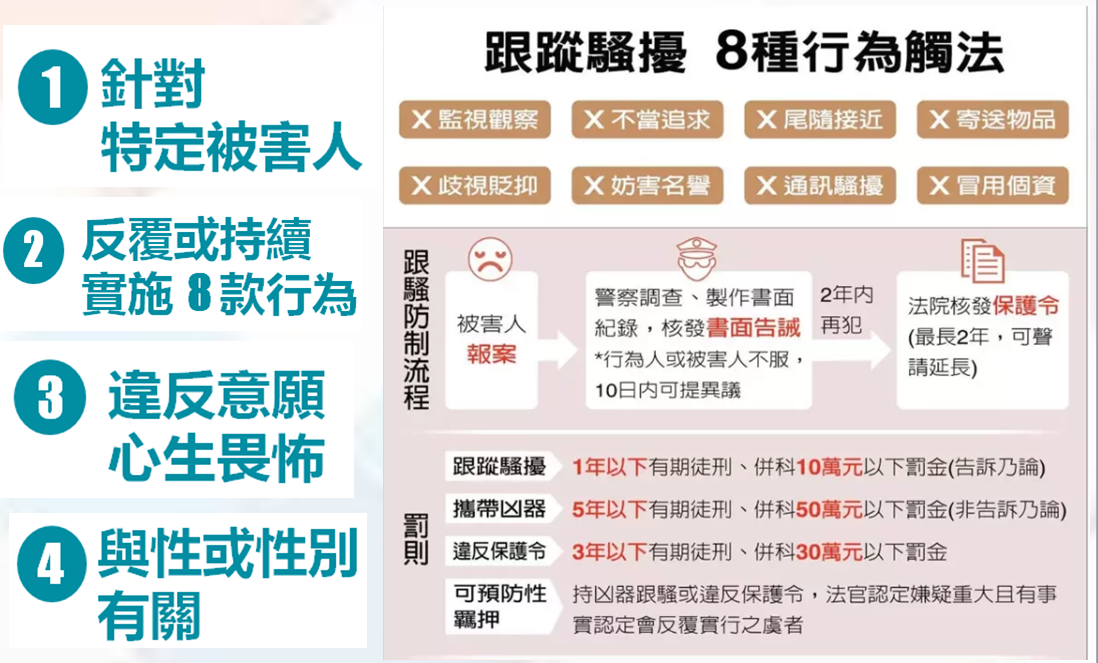 1 針對
特定被害人
2 反覆或持續
實施 8 款行為
3 違反意願
心生畏怖
4 與性或性別
有關
跟蹤騷擾 8種行為觸法
X 監視觀察
X 不當追求
X 尾隨接近
X 寄送物品
X 歧視貶抑
X 妨害名譽
X 通訊騷擾
X 冒用個資
跟騷防制流程
被害人
報案
警察調查、製作書面
紀錄，核發書面告誡
*行為人或被害人不服，
10日內可提異議
2年內
再犯
法院核發保護令
(最長2年，可聲
請延長)
罰則
跟蹤騷擾 1年以下有期徒刑、併科10萬元以下罰金(告訴乃論)
攜帶凶器 5年以下有期徒刑、併科50萬元以下罰金(非告訴乃論)
違反保護令 3年以下有期徒刑、併科30萬元以下罰金
可預防性
羈押
持凶器跟騷或違反保護令，法官認定嫌疑重大且有事
實認定會反覆實行之虞者